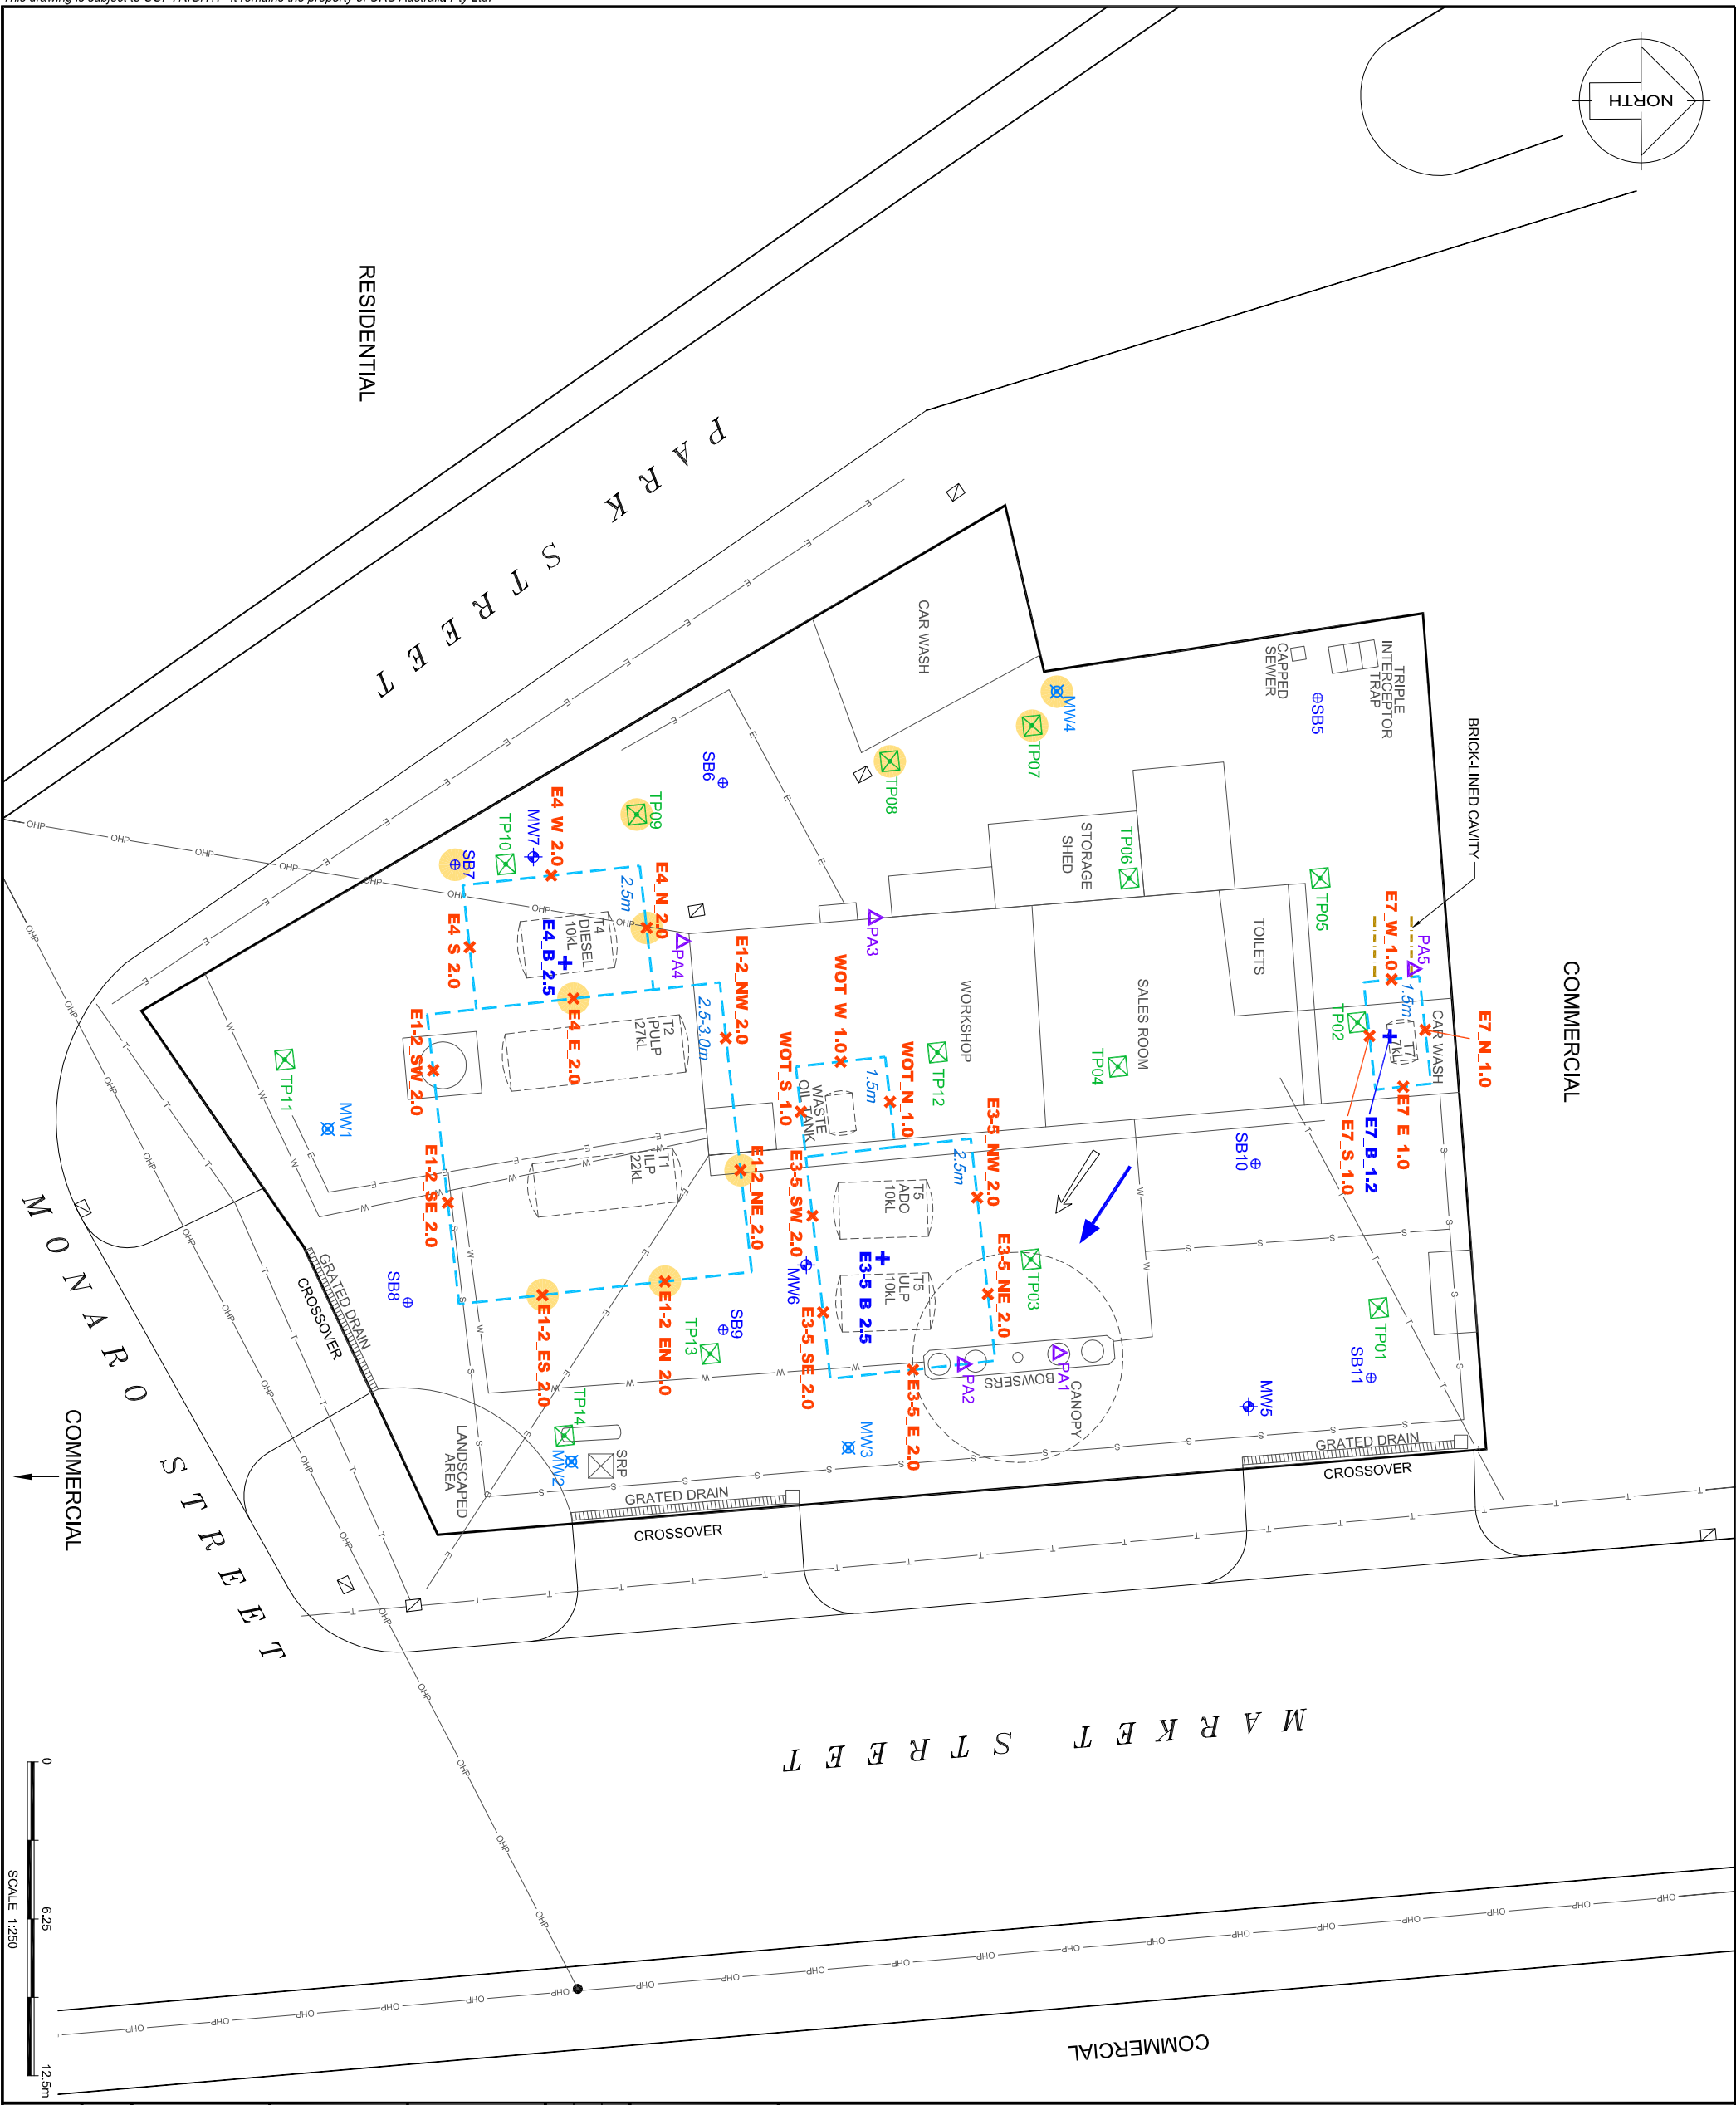 NORTH
RESIDENTIAL
PARK STREET
CAR WASH
TRIPLE
INTERCEPTOR
TRAP
CAPPED
SEWER
SB5
MW4
TP07
TP08
BRICK-LINED CAVITY
SB6
TP09
E4_W_2.0
MW7
TP10
SB7
STORAGE
SHED
TP06
TP05
TOILETS
E7_W_1.0
PA5
1.5m
COMMERCIAL
E4_N_2.0
2.5m
T4
DIESEL
10kL
E4_B_2.5
E4_S_2.0
PA4
PA3
E1-2_NW_2.0
2.5-3.0m
WOT_W_1.0
WORKSHOP
SALES ROOM
TP02
T7
7kL
CAR WASH
E7_N_1.0
E4_E_2.0
T2
PULP
27kL
E1-2_SW_2.0
TP11
MW1
WOT_S_1.0
WASTE
OIL TANK
1.5m
WOT_N_1.0
TP12
TP04
E7_E_1.0
E7_B_1.2
E7_S_1.0
SB10
E1-2_SE_2.0
T1
ULP
22kL
E1-2_NE_2.0
E3-5_SW_2.0
E3-5_NW_2.0
2.5m
T5
ADO
10kL
E3-5_B_2.5
T5
ULP
10kL
MW6
E3-5_NE_2.0
TP03
TP01
SB11
MW5
SB8
GRATED DRAIN
CROSSOVER
E1-2_ES_2.0
E1-2_EN_2.0
TP13
SB9
E3-5_SE_2.0
E3-5_E_2.0
PA2
PA1
BOWSERS
CANOPY
MW3
TP14
MW2
SRP
LANDSCAPED
AREA
GRATED DRAIN
CROSSOVER
GRATED DRAIN
CROSSOVER
MONARO STREET
COMMERCIAL
MARKET STREET
COMMERCIAL
0
6.25
12.5m
SCALE 1:250